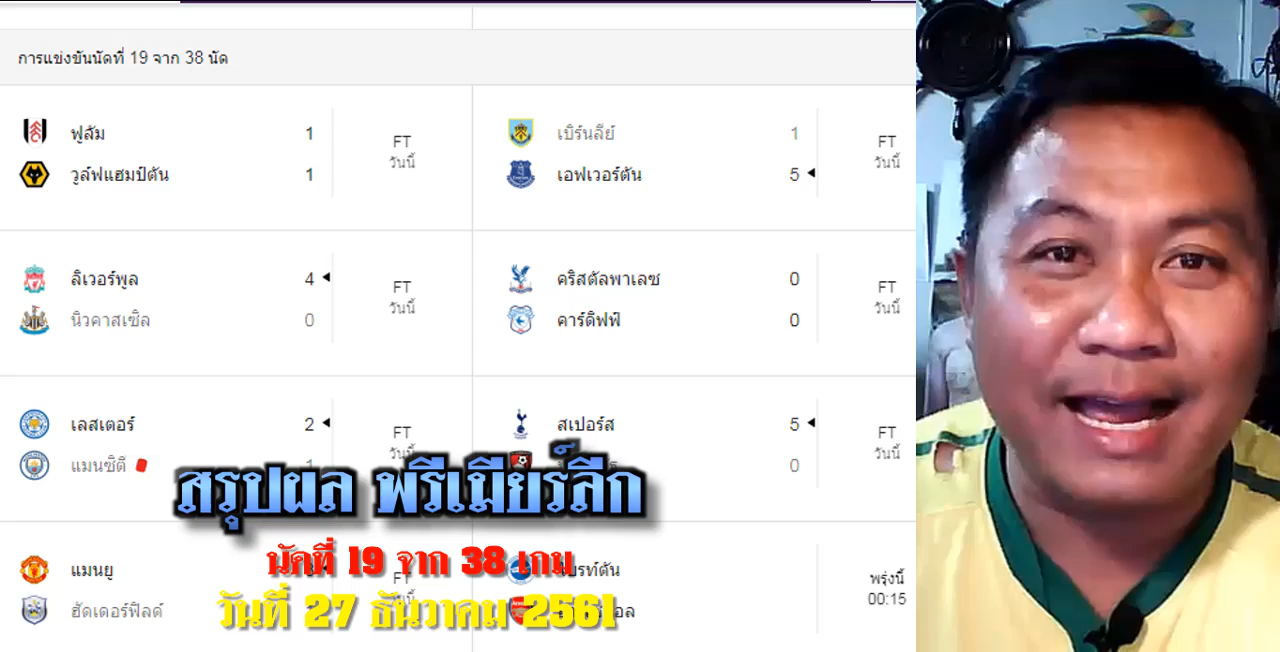 การแข่งขันนัดที่ 19 จาก 38 นัด
ฟูลัม 1
วูล์ฟแฮมป์ตัน 1
FT
วันนี้
เบิร์นลีย์ 1
เอฟเวอร์ตัน 5
FT
วันนี้
ลิเวอร์พูล 4
นิวคาสเซิล 0
FT
วันนี้
คริสตัลพาเลซ 0
คาร์ดิฟฟ์ 0
FT
วันนี้
เลสเตอร์ 2
แมนซิตี 1
FT
วันนี้
สเปอร์ส 5
0
FT
วันนี้
สรุปผล พรีเมียร์ลีก
นัดที่ 19 จาก 38 เกม
วันที่ 27 ธันวาคม 2561
แมนยู
ฮัดเดอร์ฟิลด์
FT
พรุ่งนี้
00:15